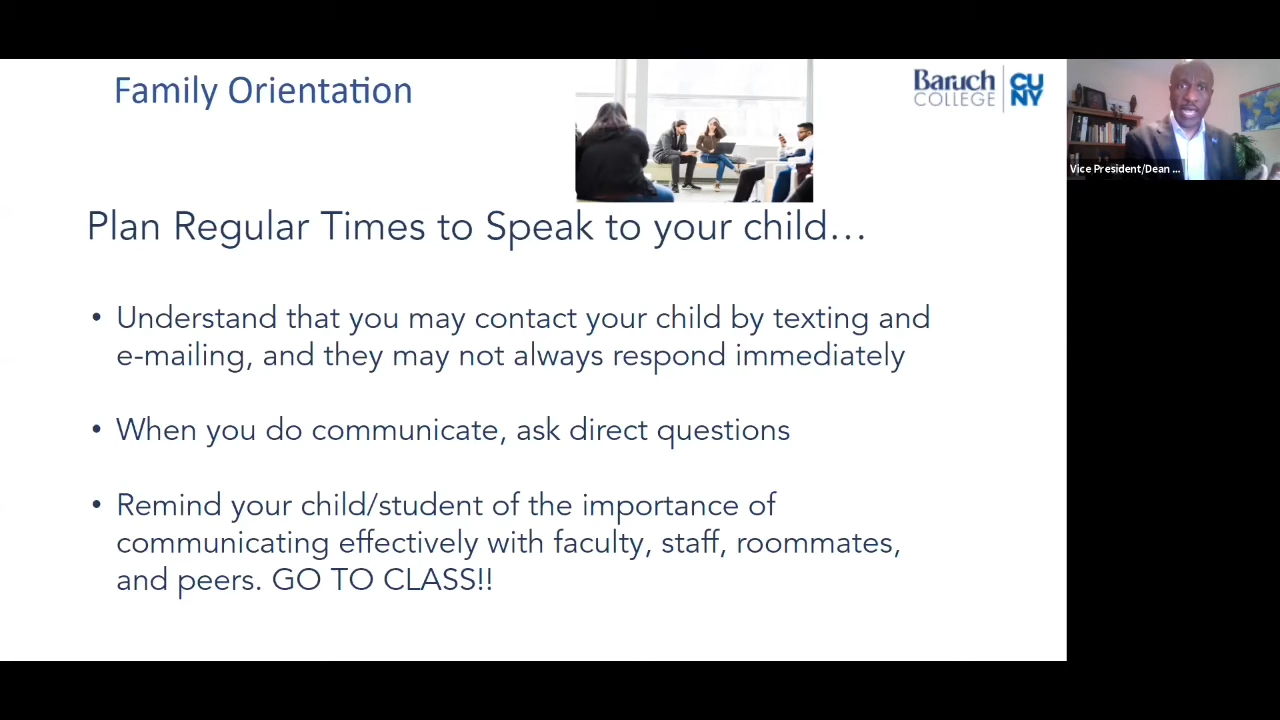 Family Orientation
Baruch
COLLEGE
CU
NY
Vice President/Dean ...
Plan Regular Times to Speak to your child…
• Understand that you may contact your child by texting and
e-mailing, and they may not always respond immediately
• When you do communicate, ask direct questions
• Remind your child/student of the importance of
communicating effectively with faculty, staff, roommates,
and peers. GO TO CLASS!!